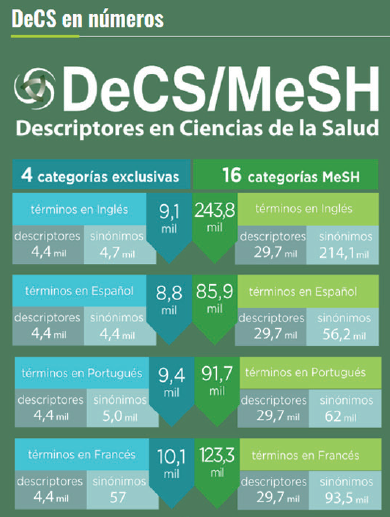 DeCS en números
DeCS/MeSH
Descriptores en Ciencias de la Salud
4 categorías exclusivas
16 categorías MeSH
términos en Inglés
9,1 mil
243,8 mil
términos en Inglés
descriptores
4,4 mil
sinónimos
4,7 mil
descriptores
29,7 mil
sinónimos
214,1 mil
términos en Español
8,8 mil
85,9 mil
términos en Español
descriptores
4,4 mil
sinónimos
4,4 mil
descriptores
29,7 mil
sinónimos
56,2 mil
términos en Portugués
9,4 mil
91,7 mil
términos en Portugués
descriptores
4,4 mil
sinónimos
5,0 mil
descriptores
29,7 mil
sinónimos
62 mil
términos en Francés
10,1 mil
123,3 mil
términos en Francés
descriptores
4,4 mil
sinónimos
57
descriptores
29,7 mil
sinónimos
93,5 mil